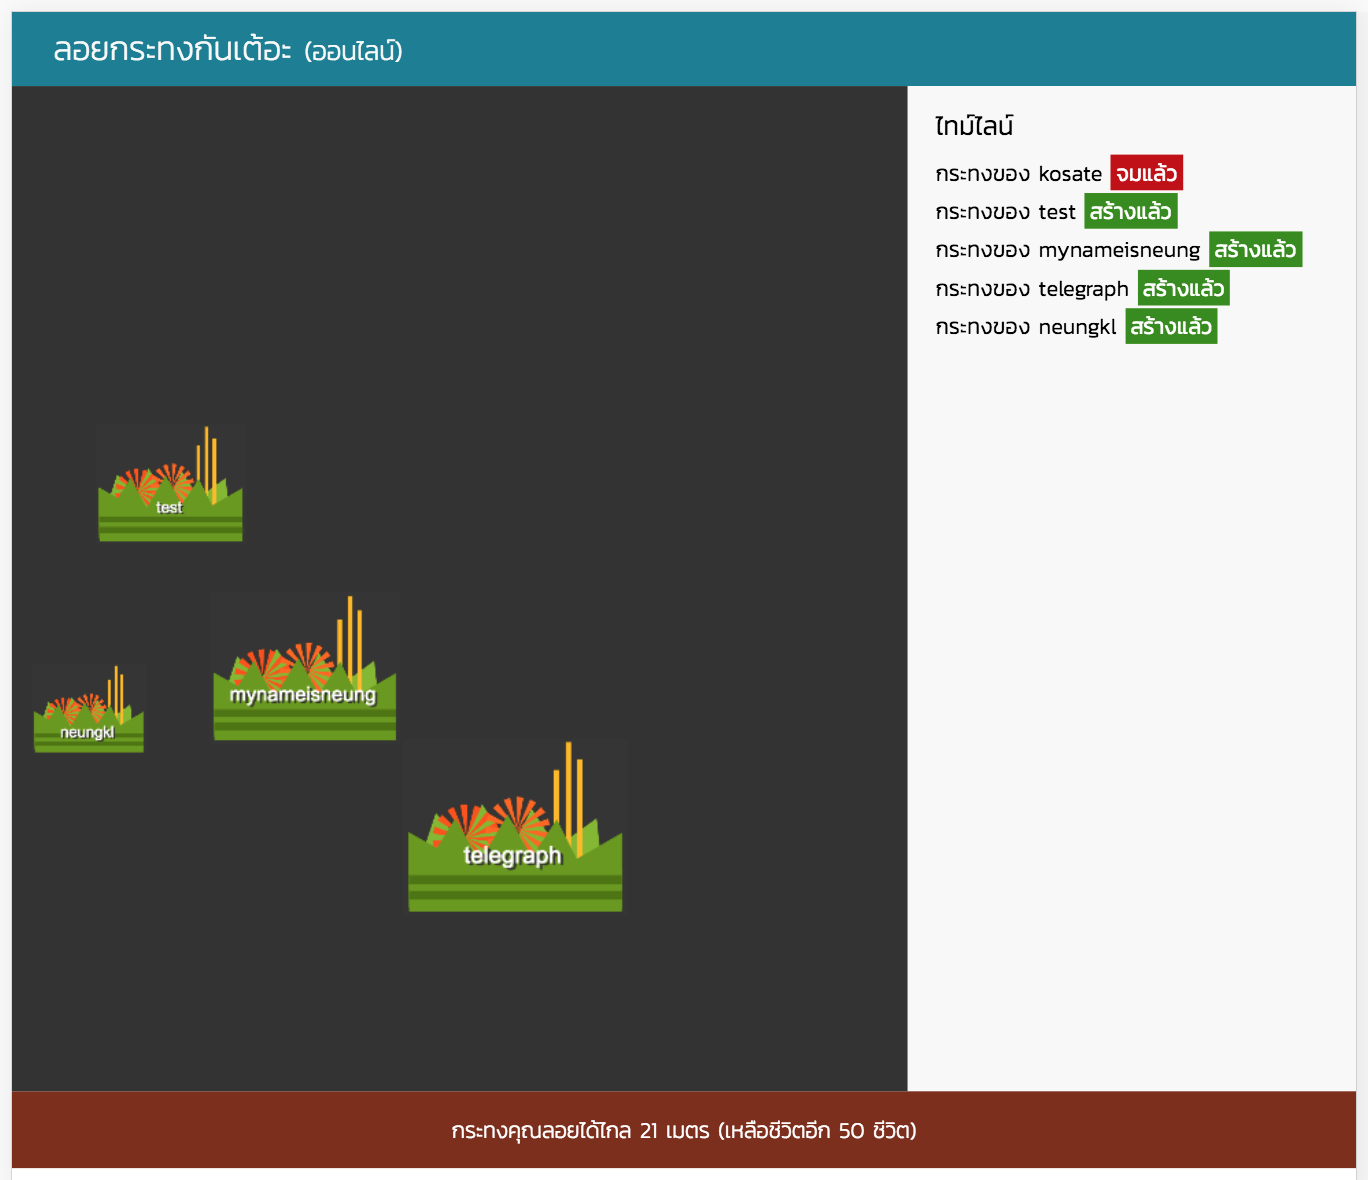 ลอยกระทงกันเต้อะ (ออนไลน์)
ไทม์ไลน์
กระทงของ kosate จมแล้ว
กระทงของ test สร้างแล้ว
กระทงของ mynameisneung สร้างแล้ว
กระทงของ telegraph สร้างแล้ว
กระทงของ neungkl สร้างแล้ว
test
mynameisneung
neungkl
telegraph
กระทงคุณลอยได้ไกล 21 เมตร (เหลือชีวิตอีก 50 ชีวิต)